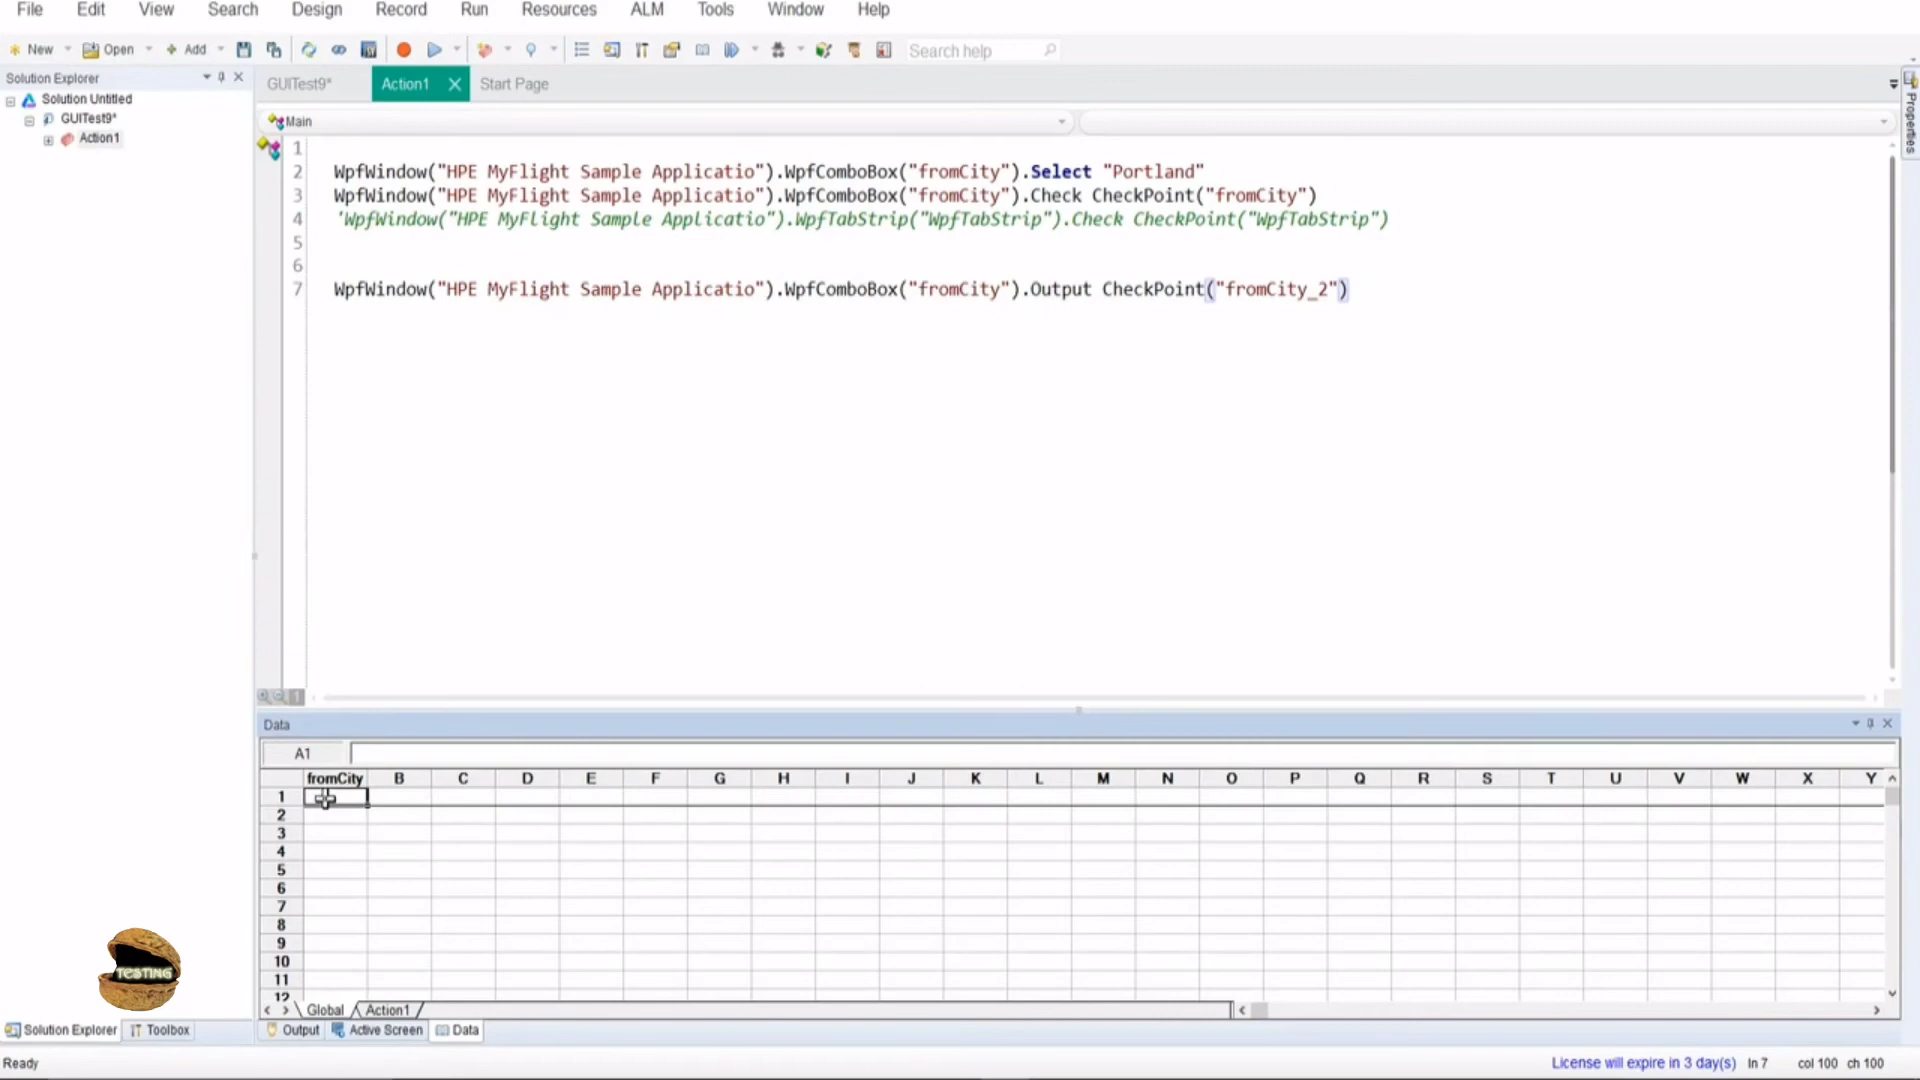 File Edit View Search Design Record Run Resources ALM Tools Window Help
New Open Add Search help
Solution Explorer
GUITest9* Action1 Start Page
Solution Untitled
GUITest9*
Action1
Main
Properties
1
2 WpfWindow("HPE MyFlight Sample Applicatio").WpfComboBox("fromCity").Select "Portland"
3 WpfWindow("HPE MyFlight Sample Applicatio").WpfComboBox("fromCity").Check CheckPoint("fromCity")
4 'WpfWindow("HPE MyFlight Sample Applicatio").WpfTabStrip("WpfTabStrip").Check CheckPoint("WpfTabStrip")
5
6
7 WpfWindow("HPE MyFlight Sample Applicatio").WpfComboBox("fromCity").Output CheckPoint("fromCity_2")
Data
A1
fromCity B C D E F G H I J K L M N O P Q R S T U V W X Y
1
2
3
4
5
6
7
8
9
10
11
12
TESTING
Global Action1
Solution Explorer Toolbox Output Active Screen Data
Ready License will expire in 3 day(s) ln 7 col 100 ch 100